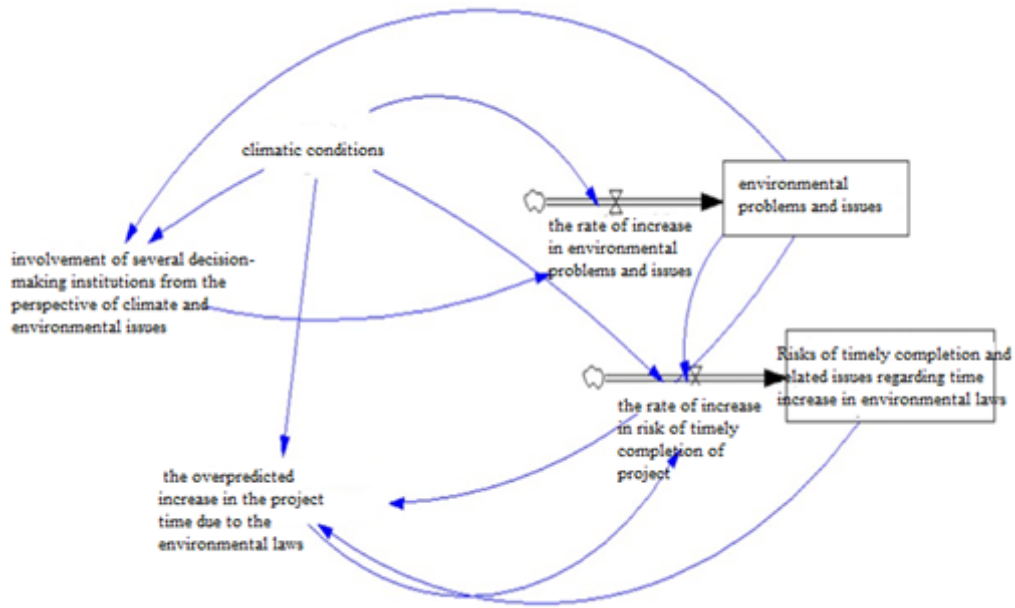 climatic conditions
environmental
problems and issues
the rate of increase
in environmental
problems and issues
involvement of several decision-
making institutions from the
perspective of climate and
environmental issues
Risks of timely completion and
elated issues regarding time
increase in environmental laws
the rate of increase
in risk of timely
completion of
project
the overpredicted
increase in the project
time due to the
environmental laws